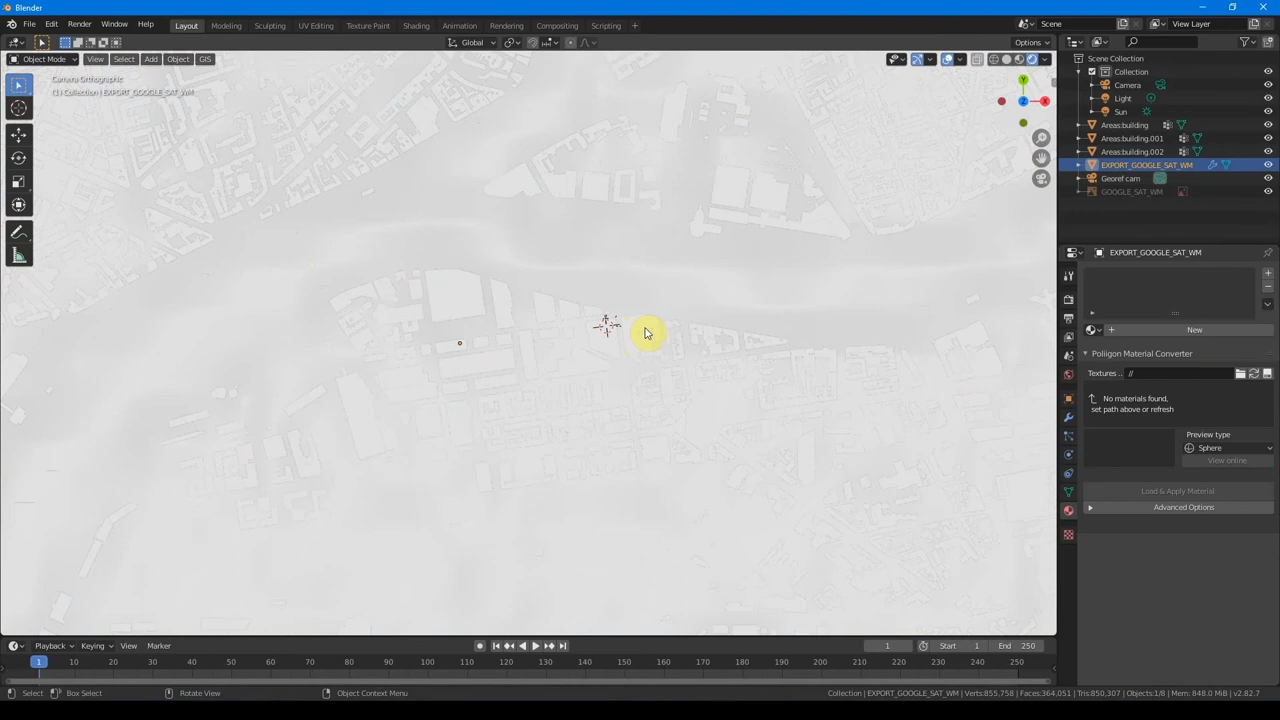 Blender
File Edit Render Window Help Layout Modeling Sculpting UV Editing Texture Paint Shading Animation Rendering Compositing Scripting + Scene View Layer
Global Options
Object Mode View Select Add Object GIS
Camera Orthographic
(1) Collection | EXPORT_GOOGLE_SAT_WM
Y
Z X
Scene Collection
Collection
Camera
Light
Sun
Areas:building
Areas:building.001
Areas:building.002
EXPORT_GOOGLE_SAT_WM
Georef cam
GOOGLE_SAT_WM
EXPORT_GOOGLE_SAT_WM
New
Poliigon Material Converter
Textures .. //
No materials found,
set path above or refresh
Preview type
Sphere
View online
Load & Apply Material
Advanced Options
Playback Keying View Marker 1 Start 1 End 250
1 10 20 30 40 50 60 70 80 90 100 110 120 130 140 150 160 170 180 190 200 210 220 230 240 250
Select Box Select Rotate View Object Context Menu Collection | EXPORT_GOOGLE_SAT_WM | Verts:855,758 | Faces:364,051 | Tris:850,307 | Objects:1/8 | Mem: 848.0 MiB | v2.82.7